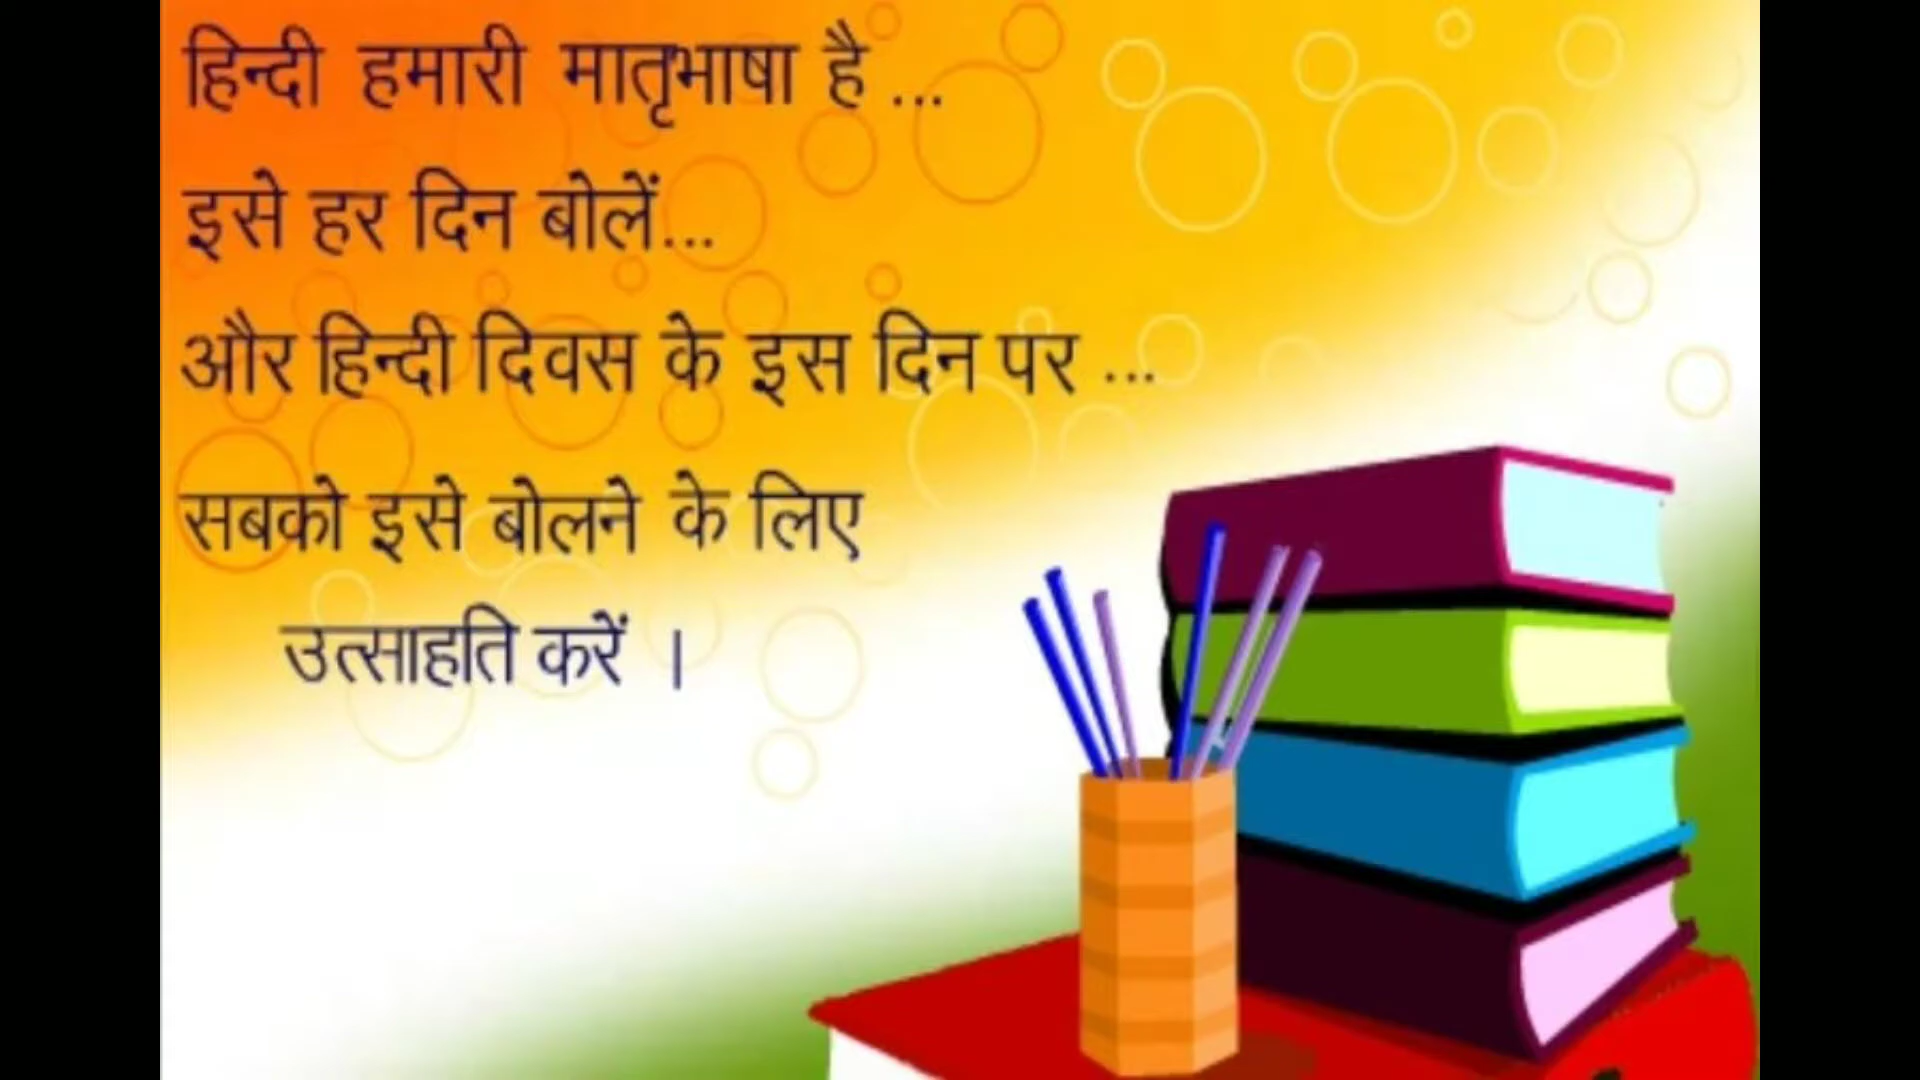 हिन्दी हमारी मातृभाषा है ...
इसे हर दिन बोलें...
और हिन्दी दिवस के इस दिन पर ...
सबको इसे बोलने के लिए
उत्साहति करें ।